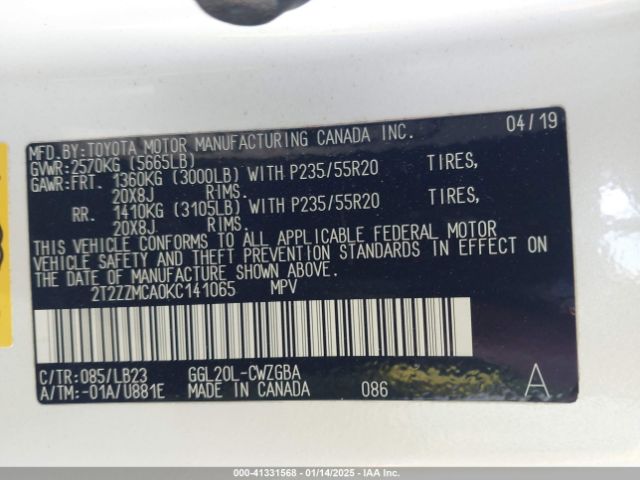 MFD.BY:TOYOTA MOTOR MANUFACTURING CANADA INC. 04/19
GVWR:2570KG (5665LB)
GAWR:FRT. 1360KG (3000LB) WITH P235/55R20 TIRES,
20X8J RIMS.
RR. 1410KG (3105LB) WITH P235/55R20 TIRES,
20X8J RIMS.
THIS VEHICLE CONFORMS TO ALL APPLICABLE FEDERAL MOTOR
VEHICLE SAFETY AND THEFT PREVENTION STANDARDS IN EFFECT ON
THE DATE OF MANUFACTURE SHOWN ABOVE.
2T2ZZMCA0KC141065 MPV
C/TR:085/LB23 GGL20L-CWZGBA
A/TM:-01A/U881E MADE IN CANADA 086 A
000-41331568 — 01/14/2025 — IAA Inc.